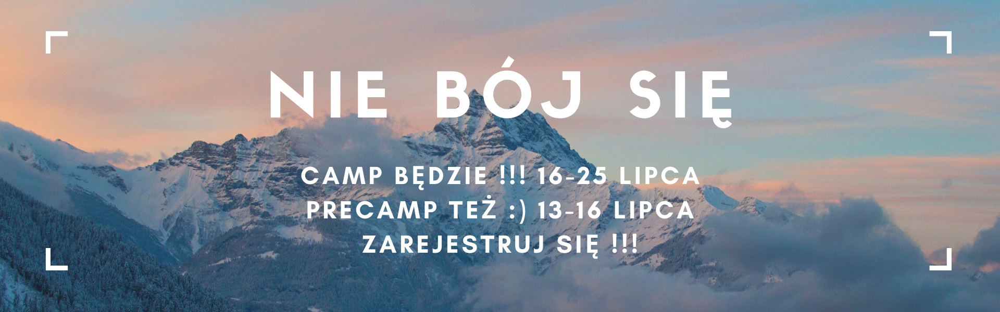 NIE BÓJ SIĘ
CAMP BĘDZIE !!! 16-25 LIPCA
PRECAMP TEŻ :) 13-16 LIPCA
ZAREJESTRUJ SIĘ !!!